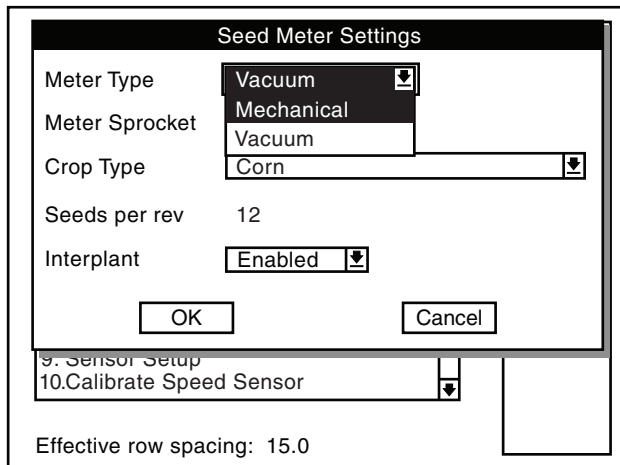 Seed Meter Settings
Meter Type Vacuum
Mechanical
Meter Sprocket
Vacuum
Crop Type Corn
Seeds per rev 12
Interplant Enabled
OK Cancel
9. Sensor Setup
10.Calibrate Speed Sensor
Effective row spacing: 15.0